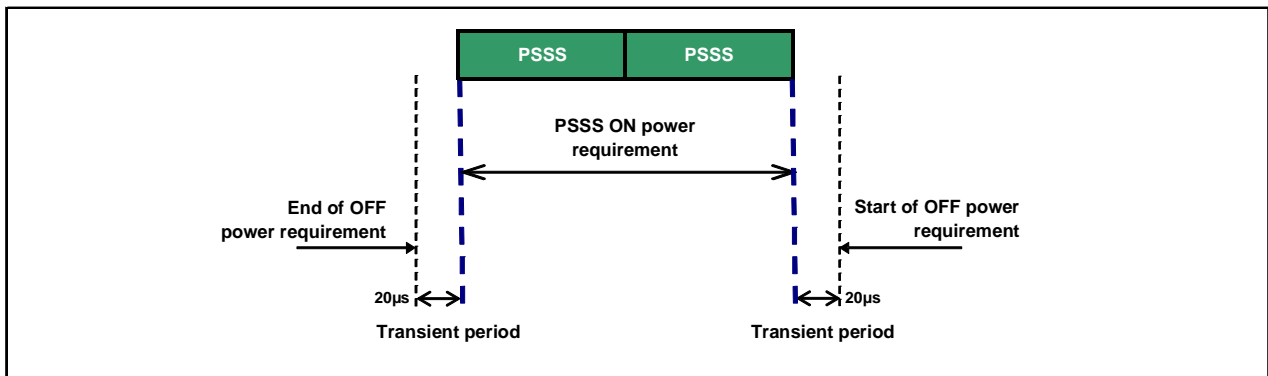 PSSS PSSS
PSSS ON power
requirement
End of OFF
power requirement
Start of OFF power
requirement
20µs
20µs
Transient period
Transient period